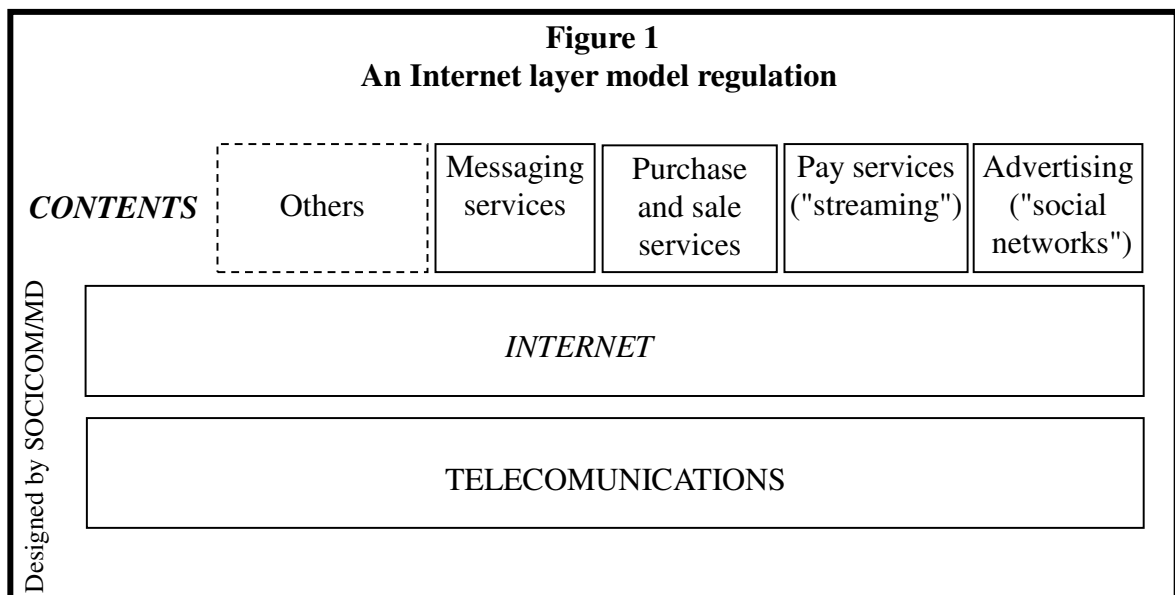 Figure 1
An Internet layer model regulation
CONTENTS
Others
Messaging
services
Purchase
and sale
services
Pay services
("streaming")
Advertising
("social
networks")
INTERNET
TELECOMUNICATIONS
Designed by SOCICOM/MD